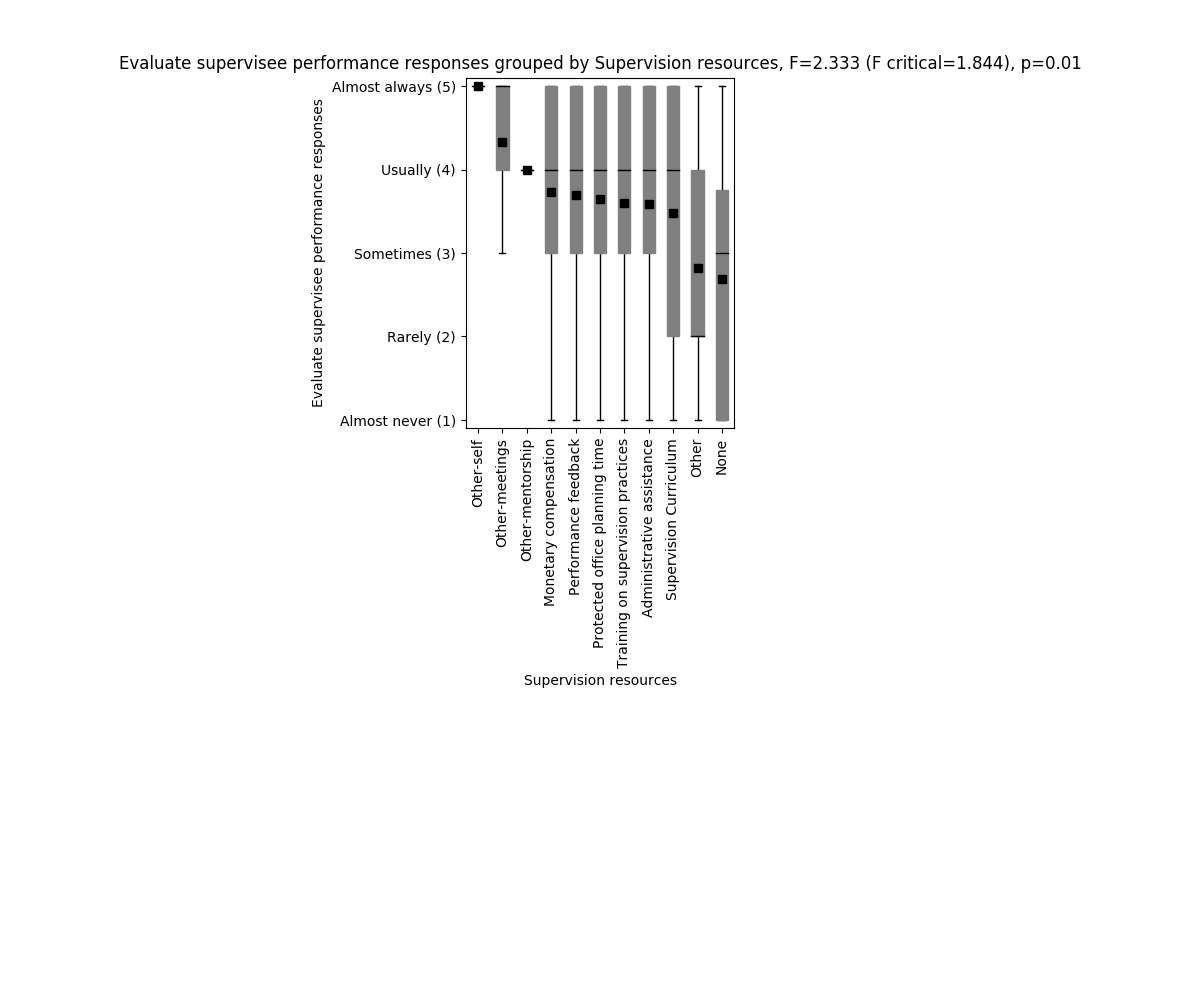 Evaluate supervisee performance responses grouped by Supervision resources, F=2.333 (F critical=1.844), p=0.01
Evaluate supervisee performance responses
Almost always (5)
Usually (4)
Sometimes (3)
Rarely (2)
Almost never (1)
Other-self
Other-meetings
Other-mentorship
Monetary compensation
Performance feedback
Protected office planning time
Training on supervision practices
Administrative assistance
Supervision Curriculum
Other
None
Supervision resources